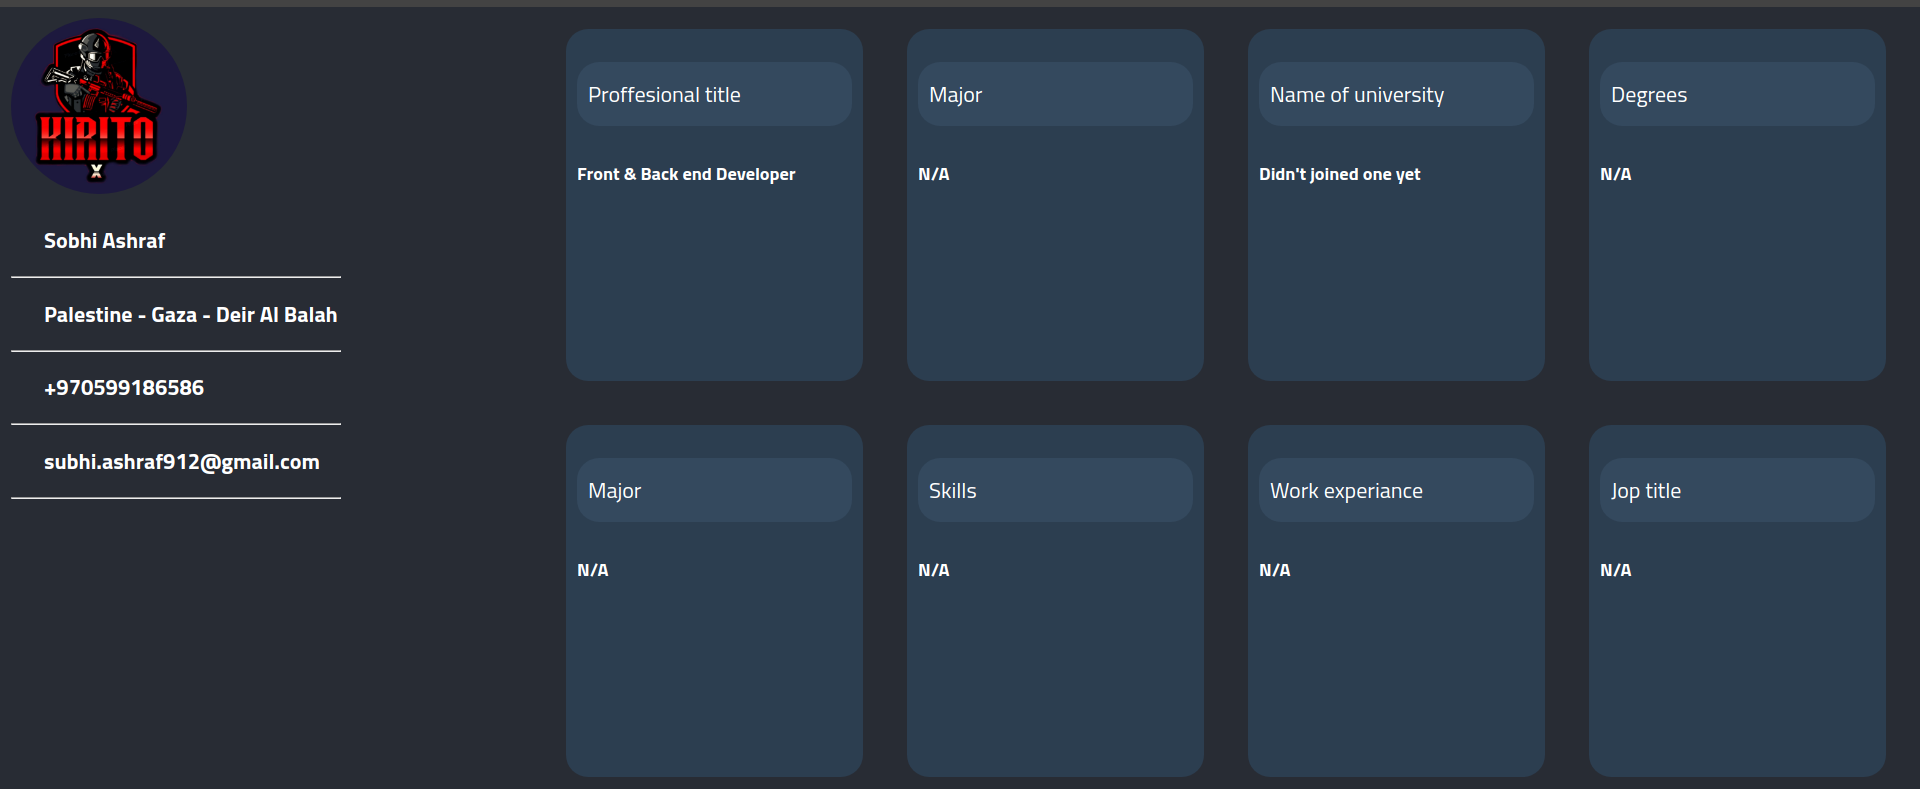 KIRITO
X
Sobhi Ashraf
Palestine - Gaza - Deir Al Balah
+970599186586
subhi.ashraf912@gmail.com
Proffesional title
Front & Back end Developer
Major
N/A
Name of university
Didn't joined one yet
Degrees
N/A
Major
N/A
Skills
N/A
Work experiance
N/A
Jop title
N/A